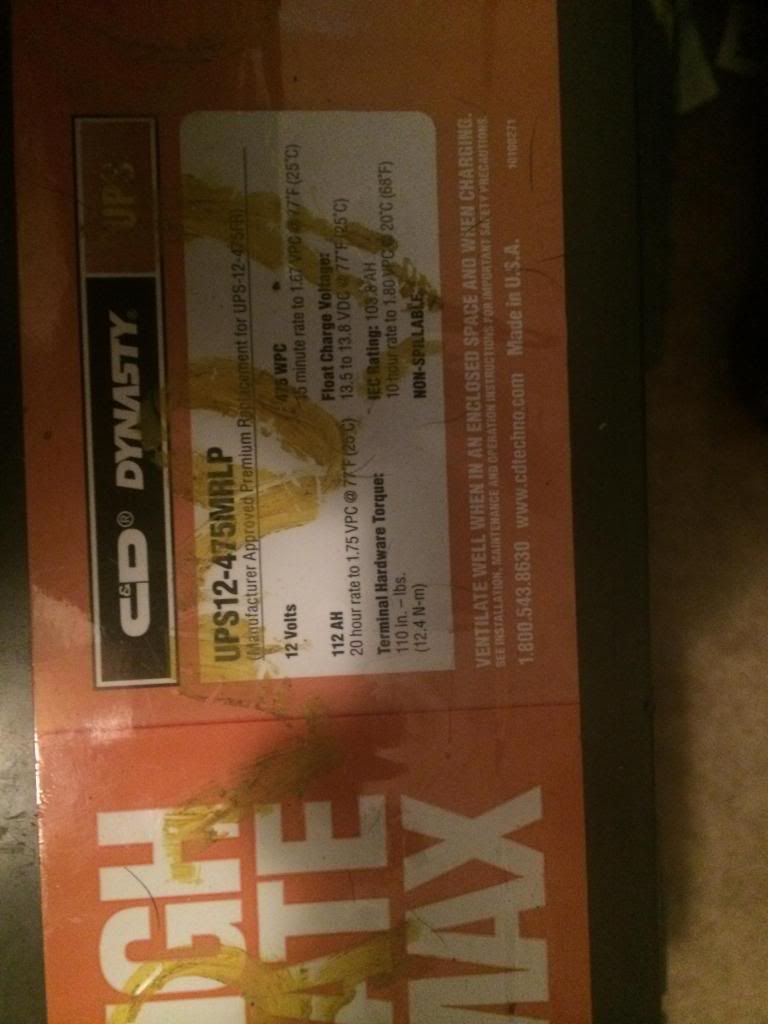 C&D® DYNASTY® UPS
UPS12-475MRLP
(Manufacturer Approved Premium Replacement for UPS-12-475FR)
12 Volts
112 AH
20 hour rate to 1.75 VPC @ 77°F (25°C)
Terminal Hardware Torque:
110 in. – lbs.
(12.4 N-m)
475 WPC
15 minute rate to 1.67 VPC @ 77°F (25°C)
Float Charge Voltage:
13.5 to 13.8 VDC @ 77°F (25°C)
IEC Rating: 103.8 AH
10 hour rate to 1.80 VPC @ 20°C (68°F)
NON-SPILLABLE
VENTILATE WELL WHEN IN AN ENCLOSED SPACE AND WHEN CHARGING.
SEE INSTALLATION, MAINTENANCE AND OPERATION INSTRUCTIONS FOR IMPORTANT SAFETY PRECAUTIONS.
1.800.543.8630 www.cdtechno.com Made in U.S.A.
IGH
ATE
MAX